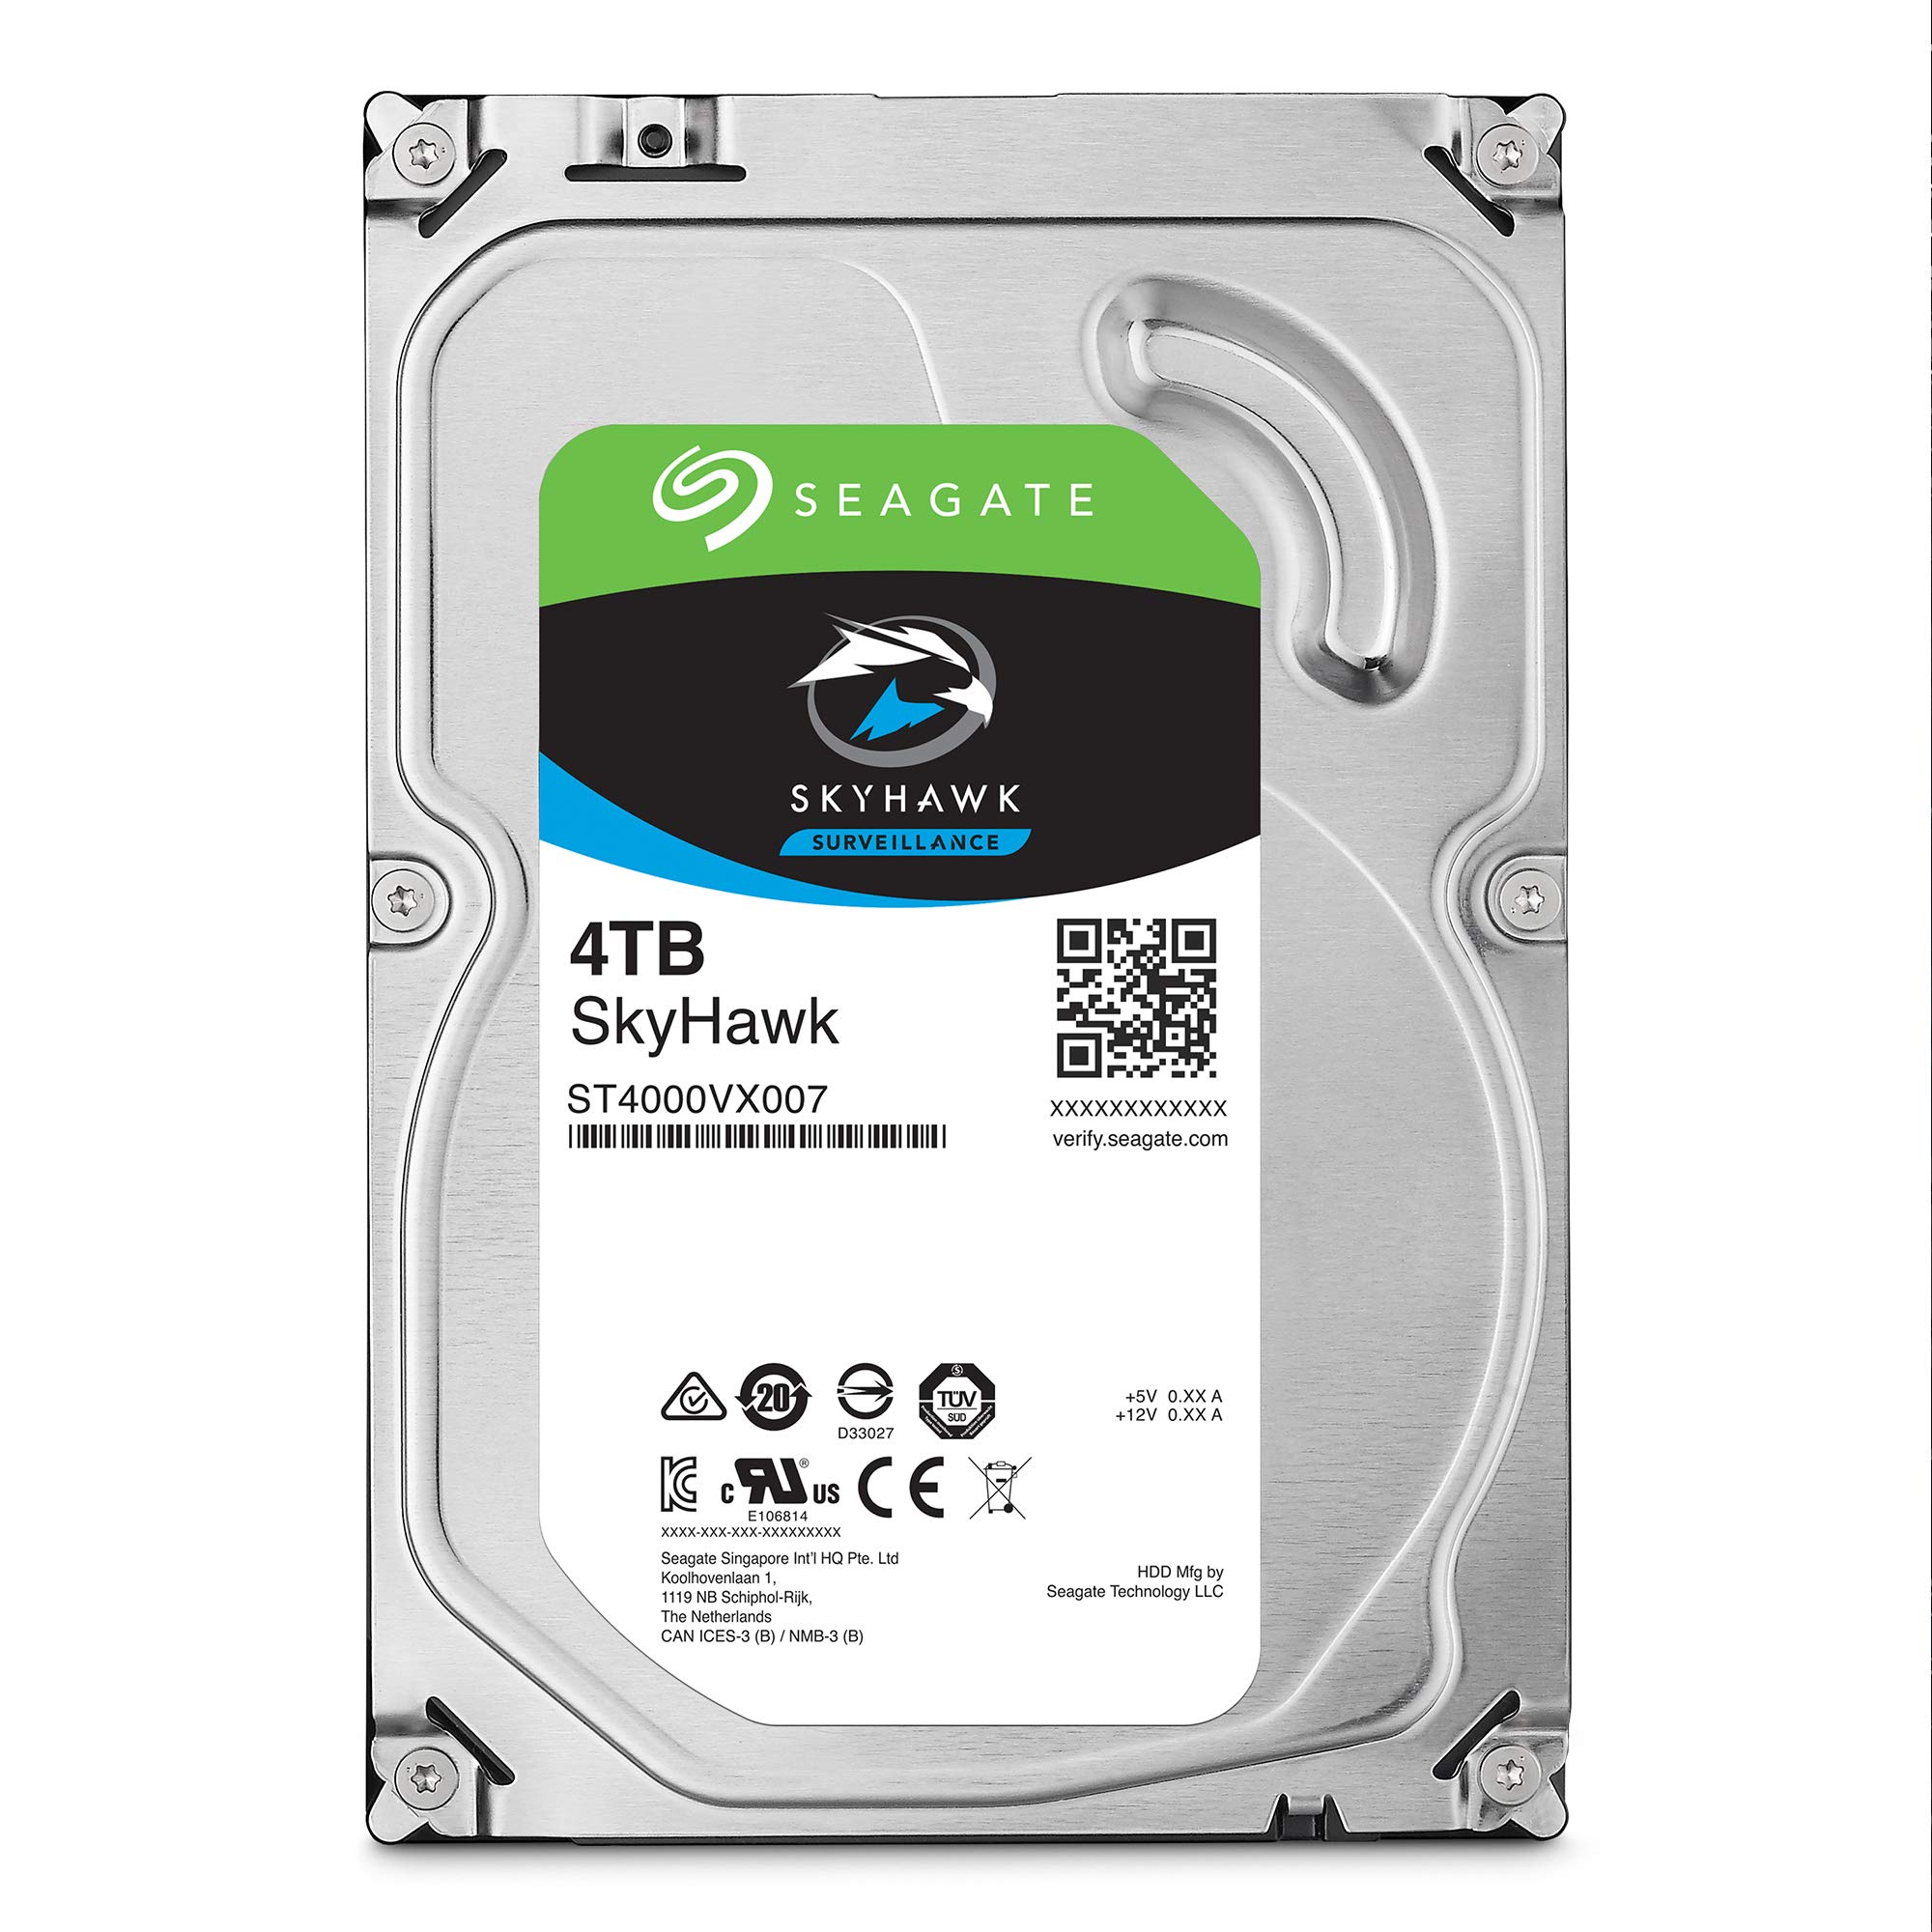 SEAGATE
SKYHAWK
SURVEILLANCE
4TB
SkyHawk
ST4000VX007
XXXXXXXXXXXX
verify.seagate.com
20
D33027
TÜV
SÜD
+5V 0.XX A
+12V 0.XX A
C RU US ®
E106814
CE
XXXX-XXX-XXX-XXXXXXXXX
Seagate Singapore Int'l HQ Pte. Ltd
Koolhovenlaan 1,
1119 NB Schiphol-Rijk,
The Netherlands
CAN ICES-3 (B) / NMB-3 (B)
HDD Mfg by
Seagate Technology LLC